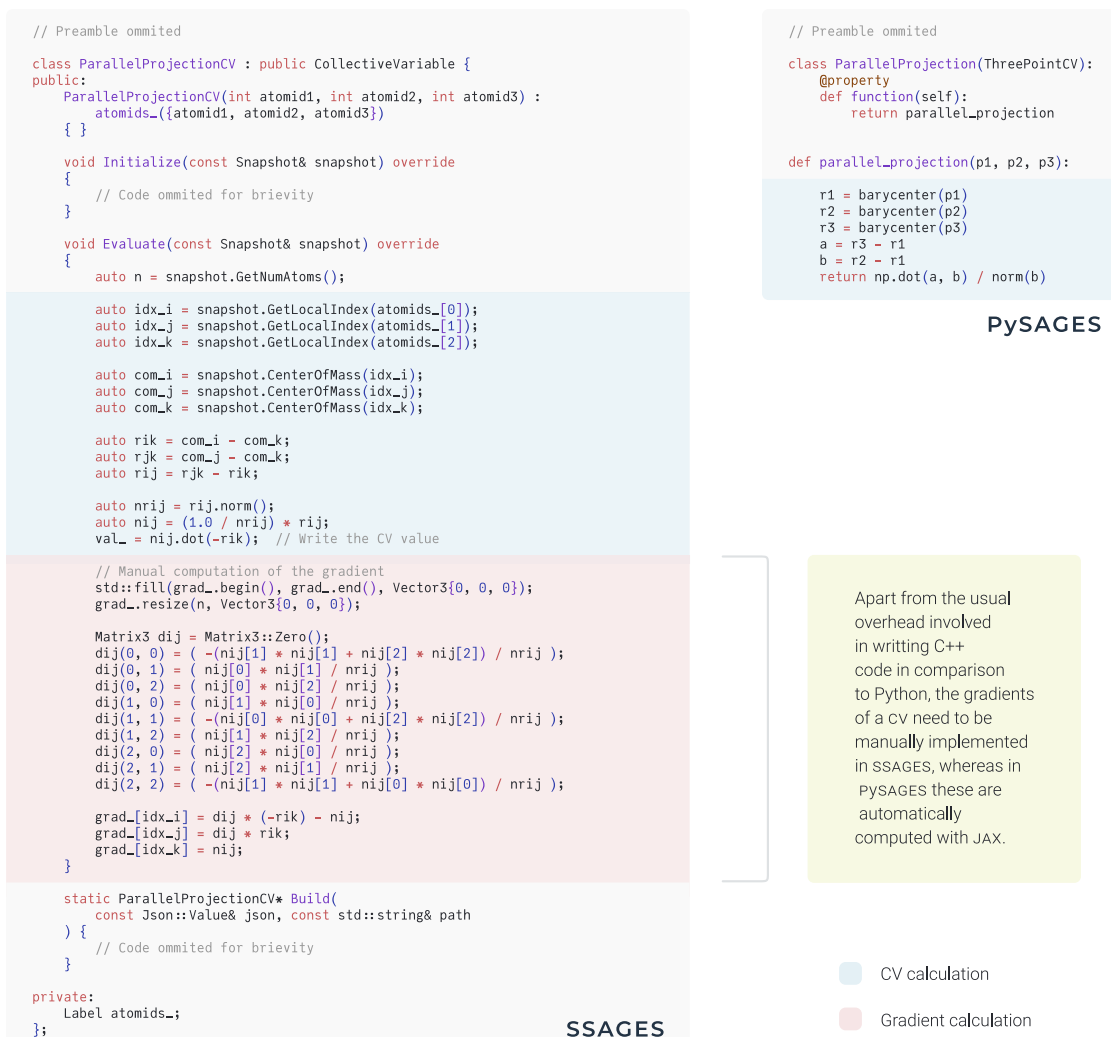 // Preamble ommited
class ParallelProjectionCV : public CollectiveVariable {
public:
    ParallelProjectionCV(int atomid1, int atomid2, int atomid3) :
        atomids_({atomid1, atomid2, atomid3})
    { }
    void Initialize(const Snapshot& snapshot) override
    {
        // Code ommited for brievity
    }
    void Evaluate(const Snapshot& snapshot) override
    {
        auto n = snapshot.GetNumAtoms();
        auto idx_i = snapshot.GetLocalIndex(atomids_[0]);
        auto idx_j = snapshot.GetLocalIndex(atomids_[1]);
        auto idx_k = snapshot.GetLocalIndex(atomids_[2]);
        auto com_i = snapshot.CenterOfMass(idx_i);
        auto com_j = snapshot.CenterOfMass(idx_j);
        auto com_k = snapshot.CenterOfMass(idx_k);
        auto rik = com_i - com_k;
        auto rjk = com_j - com_k;
        auto rij = rjk - rik;
        auto nrij = rij.norm();
        auto nij = (1.0 / nrij) * rij;
        val_ = nij.dot(-rik);  // Write the CV value
        // Manual computation of the gradient
        std::fill(grad_.begin(), grad_.end(), Vector3{0, 0, 0});
        grad_.resize(n, Vector3{0, 0, 0});
        Matrix3 dij = Matrix3::Zero();
        dij(0, 0) = ( -(nij[1] * nij[1] + nij[2] * nij[2]) / nrij );
        dij(0, 1) = ( nij[0] * nij[1] / nrij );
        dij(0, 2) = ( nij[0] * nij[2] / nrij );
        dij(1, 0) = ( nij[1] * nij[0] / nrij );
        dij(1, 1) = ( -(nij[0] * nij[0] + nij[2] * nij[2]) / nrij );
        dij(1, 2) = ( nij[1] * nij[2] / nrij );
        dij(2, 0) = ( nij[2] * nij[0] / nrij );
        dij(2, 1) = ( nij[2] * nij[1] / nrij );
        dij(2, 2) = ( -(nij[1] * nij[1] + nij[0] * nij[0]) / nrij );
        grad_[idx_i] = dij * (-rik) - nij;
        grad_[idx_j] = dij * rik;
        grad_[idx_k] = nij;
    }
    static ParallelProjectionCV* Build(
        const Json::Value& json, const std::string& path
    ) {
        // Code ommited for brievity
    }
private:
    Label atomids_;
};
SSAGES
// Preamble ommited
class ParallelProjection(ThreePointCV):
    @property
    def function(self):
        return parallel_projection
def parallel_projection(p1, p2, p3):
    r1 = barycenter(p1)
    r2 = barycenter(p2)
    r3 = barycenter(p3)
    a = r3 - r1
    b = r2 - r1
    return np.dot(a, b) / norm(b)
PySAGES
Apart from the usual
overhead involved
in writting C++
code in comparison
to Python, the gradients
of a CV need to be
manually implemented
in SSAGES, whereas in
PySAGES these are
automatically
computed with JAX.
CV calculation
Gradient calculation